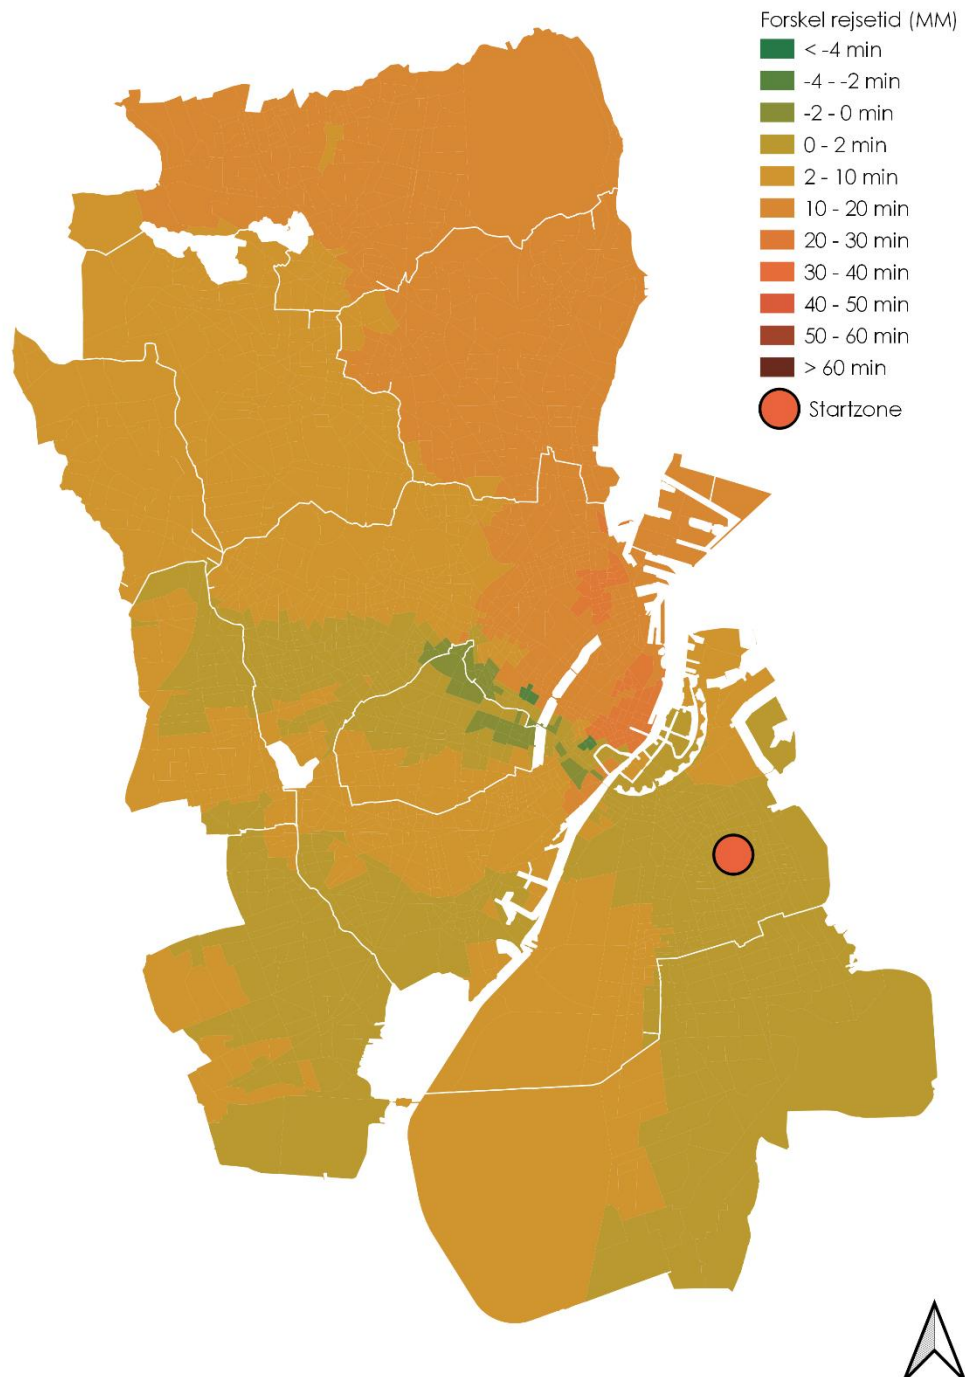 Forskel rejsetid (MM)
< -4 min
-4 - -2 min
-2 - 0 min
0 - 2 min
2 - 10 min
10 - 20 min
20 - 30 min
30 - 40 min
40 - 50 min
50 - 60 min
> 60 min
Startzone